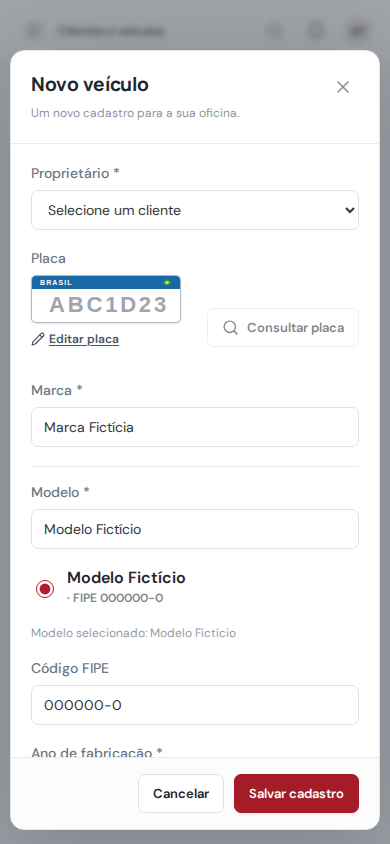 Clientes e veículos
Novo veículo
Um novo cadastro para a sua oficina.
Proprietário *
Selecione um cliente
Placa
BRASIL
ABC1D23
Editar placa
Consultar placa
Marca *
Marca Fictícia
Modelo *
Modelo Fictício
Modelo Fictício
· FIPE 000000-0
Modelo selecionado: Modelo Fictício
Código FIPE
000000-0
Ano de fabricação *
Cancelar
Salvar cadastro